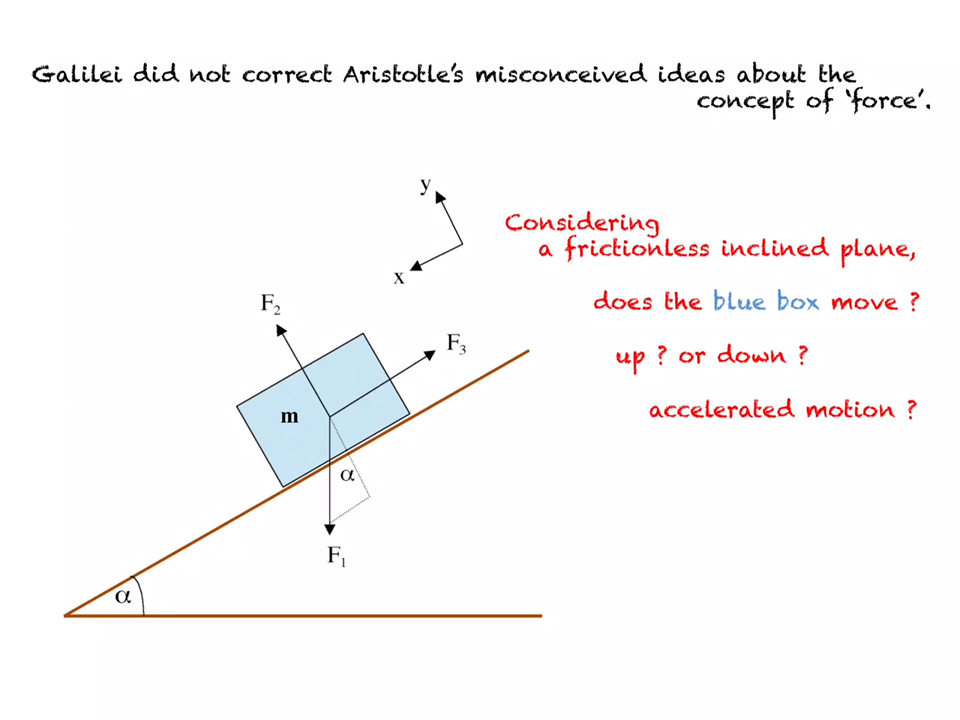 Galilei did not correct Aristotle's misconceived ideas about the
concept of ‘force’.
y
x
Considering
a frictionless inclined plane,
does the blue box move ?
up ? or down ?
accelerated motion ?
F₂
F₃
m
α
F₁
α